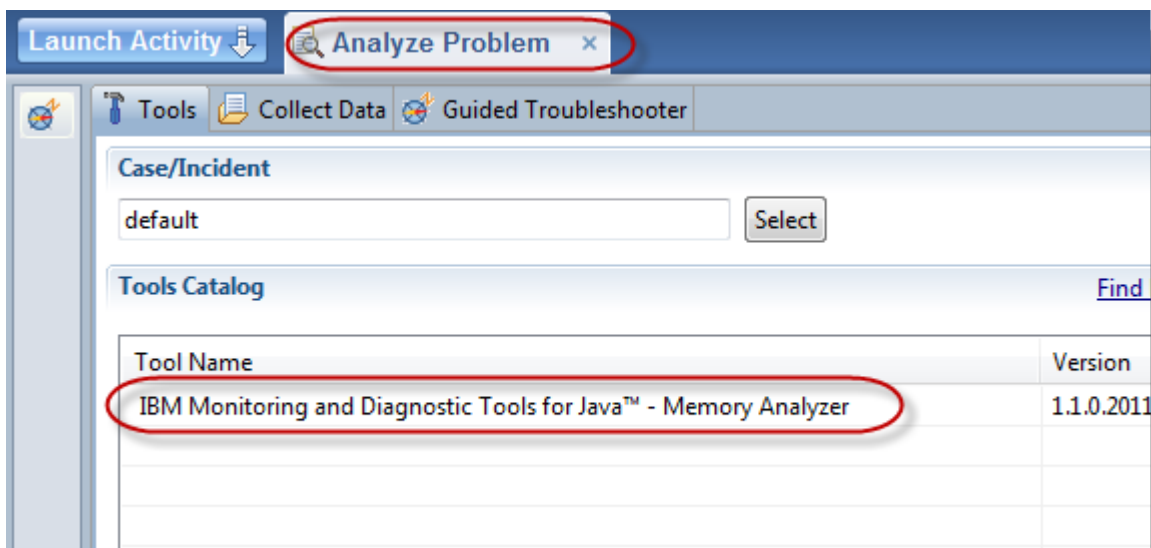 Launch Activity Analyze Problem ×
Tools Collect Data Guided Troubleshooter
Case/Incident
default Select
Tools Catalog Find
Tool Name Version
IBM Monitoring and Diagnostic Tools for Java™ - Memory Analyzer 1.1.0.2011